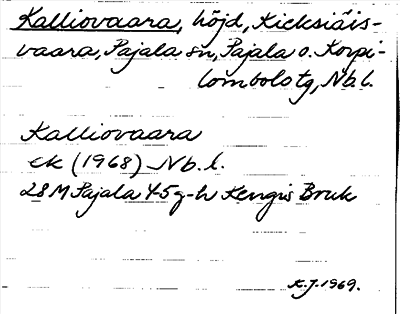 Kalliovaara, höjd, Kieksiäis-
vaara, Pajala sn, Pajala o. Korpi-
lombolo tg, Nb.l.
Kalliovaara
ek (1968) Nb.l.
28 M Pajala 4-5 g-h Kengis Bruk
K.J. 1969.